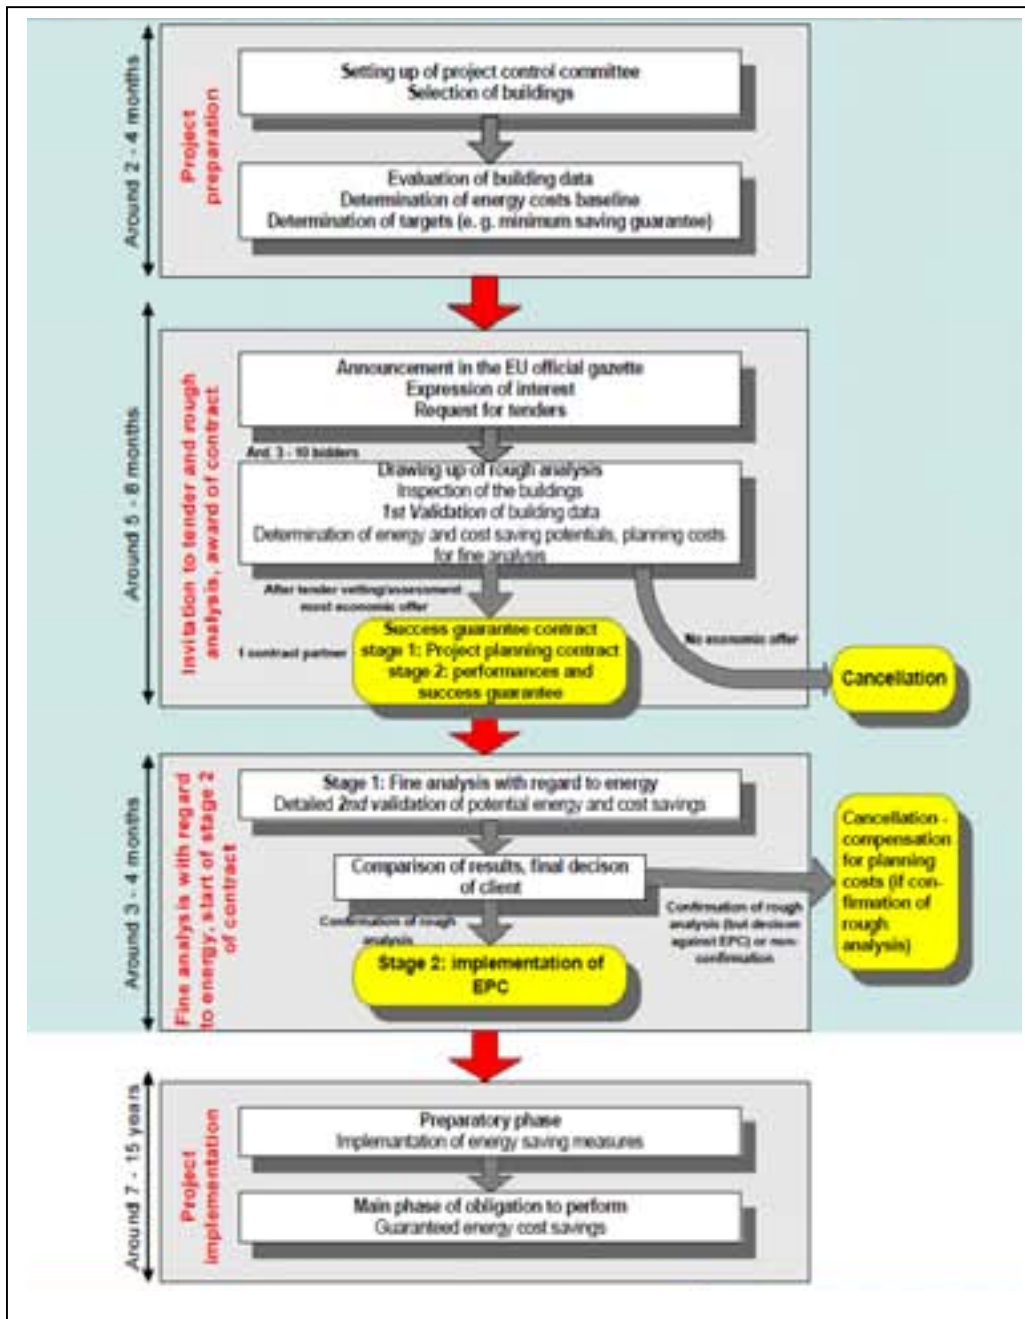 Around 2 - 4 months
Project
preparation
Setting up of project control committee
Selection of buildings
Evaluation of building data
Determination of energy costs baseline
Determination of targets (e. g. minimum saving guarantee)
Around 5 - 8 months
Invitation to tender and rough
analysis, award of contract
Announcement in the EU official gazette
Expression of interest
Request for tenders
Ard. 3 - 10 bidders
Drawing up of rough analysis
Inspection of the buildings
1st Validation of building data
Determination of energy and cost saving potentials, planning costs
for fine analysis
After tender vetting/assessment
most economic offer
No economic offer
1 contract partner
Success guarantee contract
stage 1: Project planning contract
stage 2: performances and
success guarantee
Cancellation
Around 3 - 4 months
Fine analysis with regard
to energy, start of stage 2
of contract
Stage 1: Fine analysis with regard to energy
Detailed 2nd validation of potential energy and cost savings
Comparison of results, final decison
of client
Confirmation of rough
analysis
Confirmation of rough
analysis (but decison
against EPC) or non-
confirmation
Cancellation -
compensation
for planning
costs (if con-
firmation of
rough
analysis)
Stage 2: implementation of
EPC
Around 7 - 15 years
Project
implementation
Preparatory phase
Implemantation of energy saving measures
Main phase of obligation to perform
Guaranteed energy cost savings